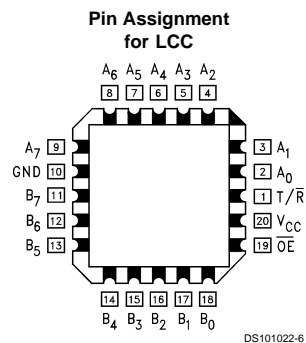 Pin Assignment
for LCC
A6 A5 A4 A3 A2
8 7 6 5 4
A7 9
GND 10
B7 11
B6 12
B5 13
3 A1
2 A0
1 T/R̅
20 VCC
19 O̅E̅
14 15 16 17 18
B4 B3 B2 B1 B0
DS101022-6